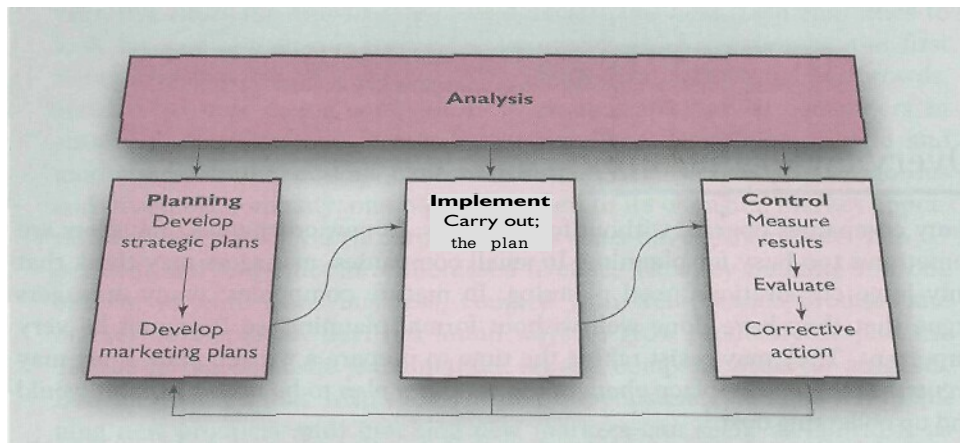 Analysis
Planning
Develop
strategic plans
Develop
marketing plans
Implement
Carry out;
the plan
Control
Measure
results
Evaluate
Corrective
action